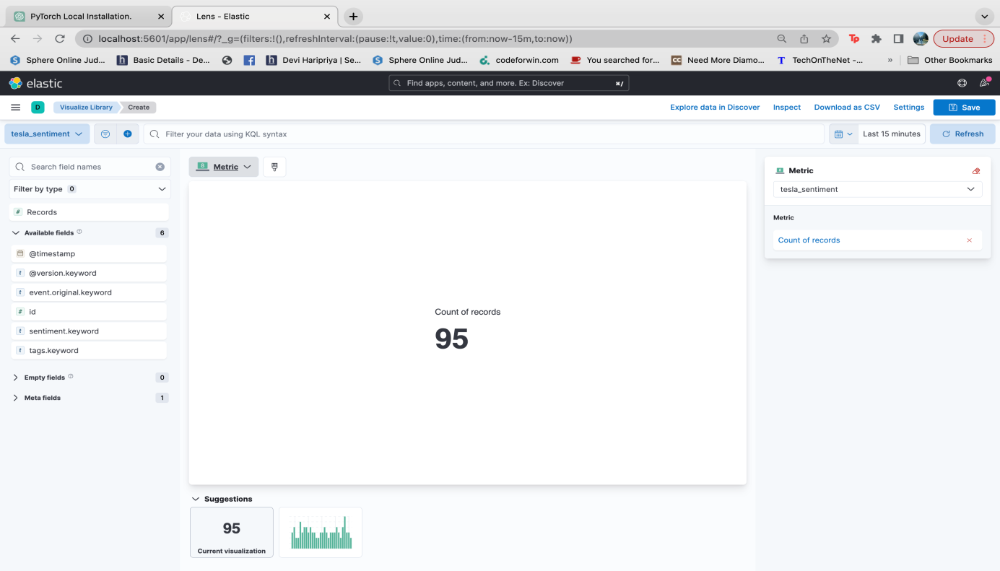 PyTorch Local Installation.
Lens - Elastic
localhost:5601/app/lens#/?_g=(filters:!(),refreshInterval:(pause:!t,value:0),time:(from:now-15m,to:now))
Tp
Update
Sphere Online Jud...
h Basic Details - De...
Devi Haripriya | Se...
Sphere Online Jud...
codeforwin.com
You searched for...
CC Need More Diamo...
T TechOnTheNet -...
»
Other Bookmarks
elastic
Find apps, content, and more. Ex: Discover
⌘/
D
Visualize Library
Create
Explore data in Discover
Inspect
Download as CSV
Settings
Save
tesla_sentiment
Filter your data using KQL syntax
Last 15 minutes
Refresh
Search field names
Filter by type 0
# Records
Available fields 6
@timestamp
t @version.keyword
t event.original.keyword
# id
t sentiment.keyword
t tags.keyword
Empty fields 0
Meta fields 1
Metric
Count of records
95
Suggestions
95
Current visualization
Metric
tesla_sentiment
Metric
Count of records